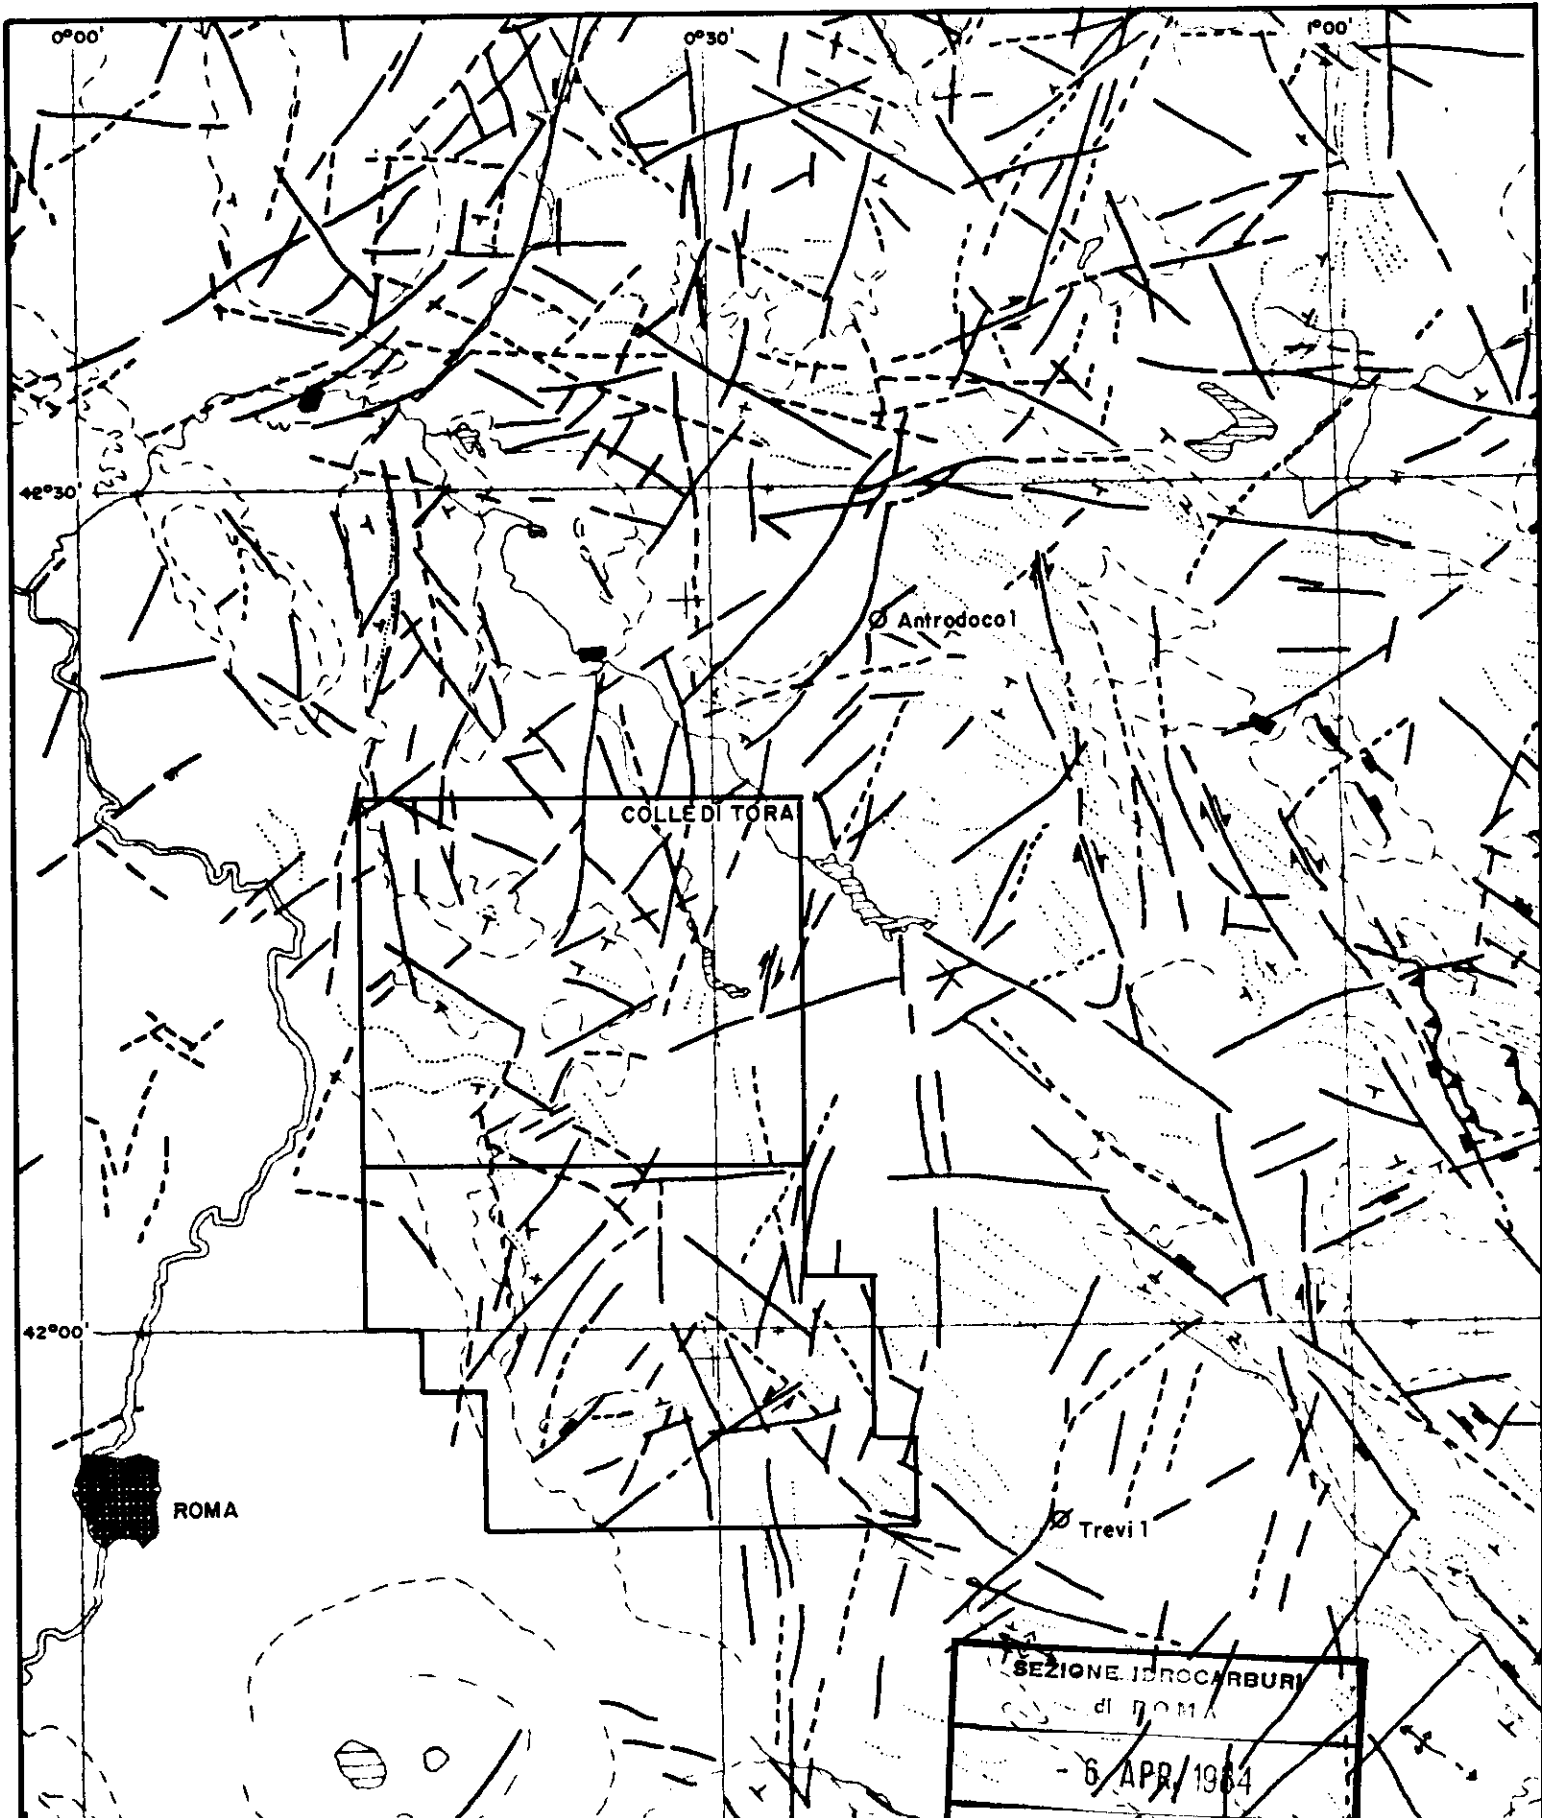 0°00'
0°30'
1°00'
42°30'
Antrodoco 1
COLLE DI TORA
42°00'
ROMA
Trevi 1
SEZIONE IDROCARBURI
di ROMA
- 6 APR 1984